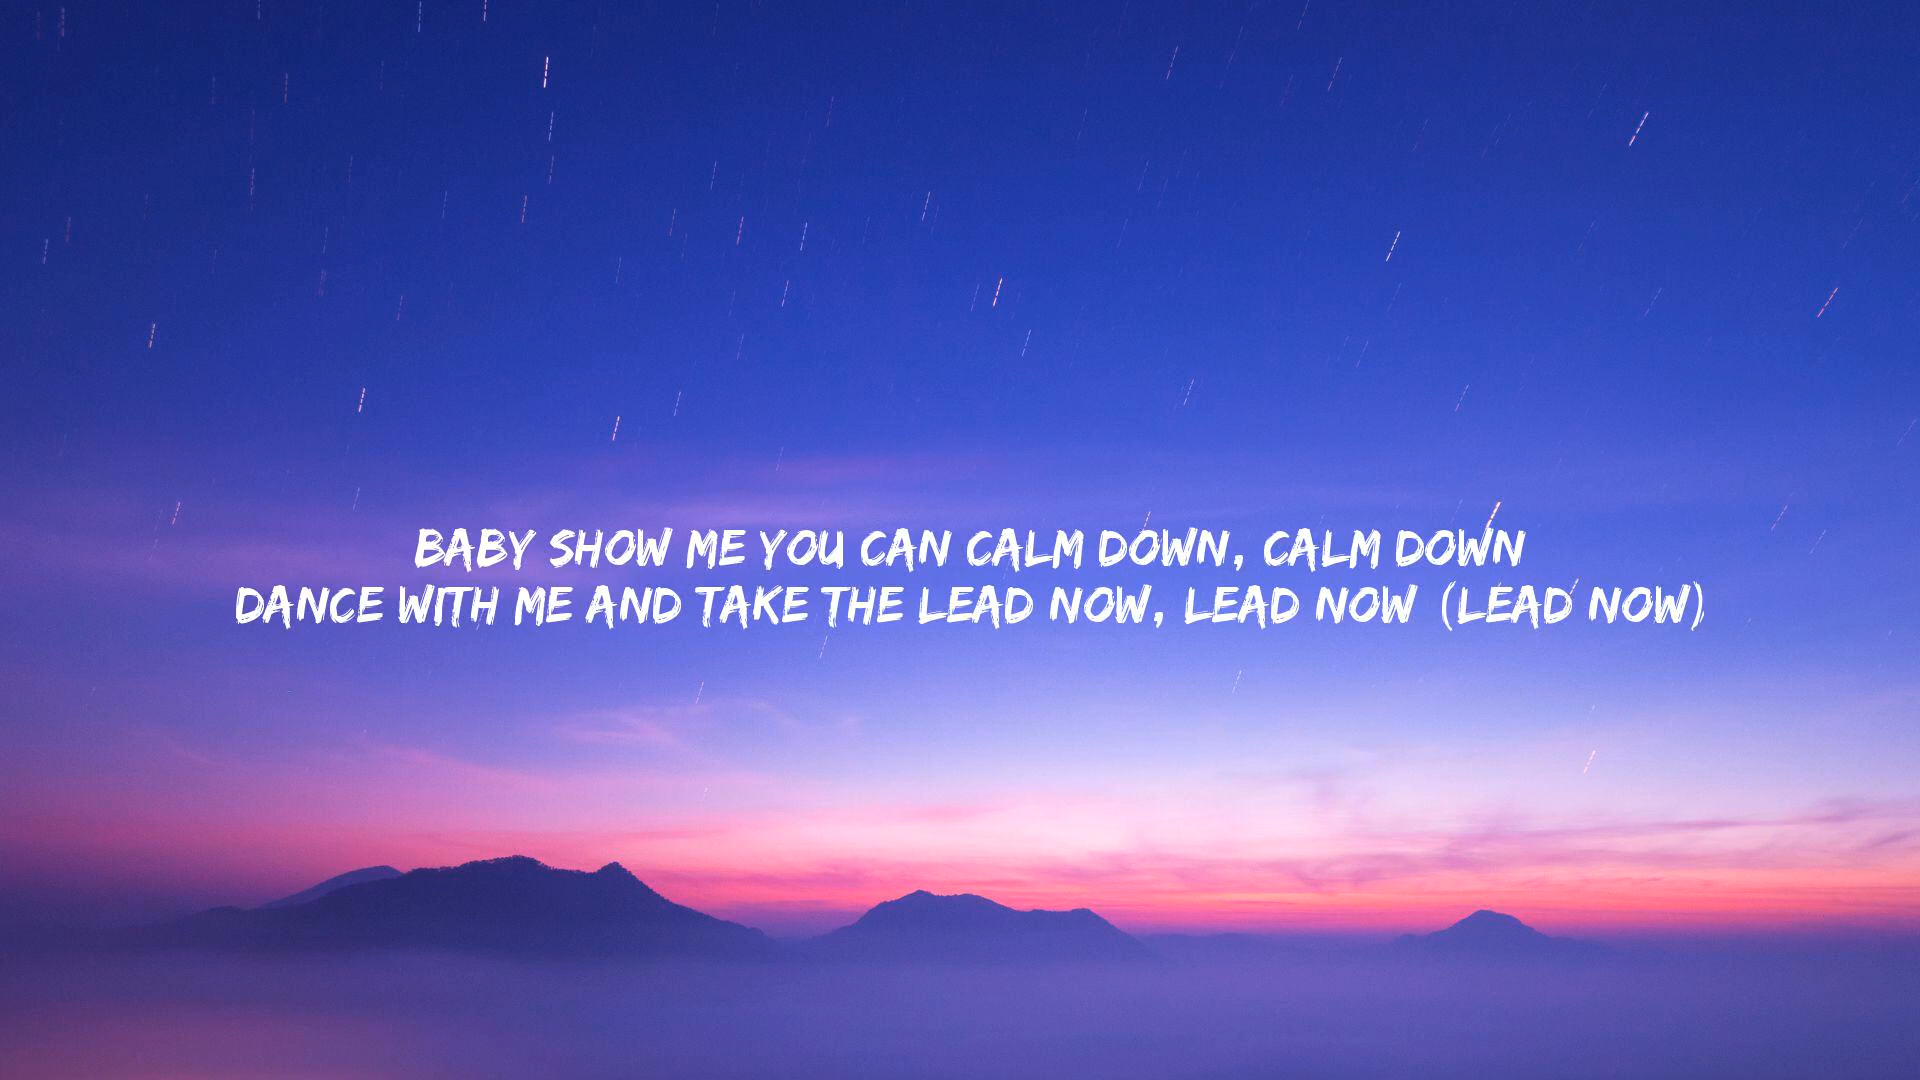 BABY SHOW ME YOU CAN CALM DOWN, CALM DOWN
DANCE WITH ME AND TAKE THE LEAD NOW, LEAD NOW (LEAD NOW)